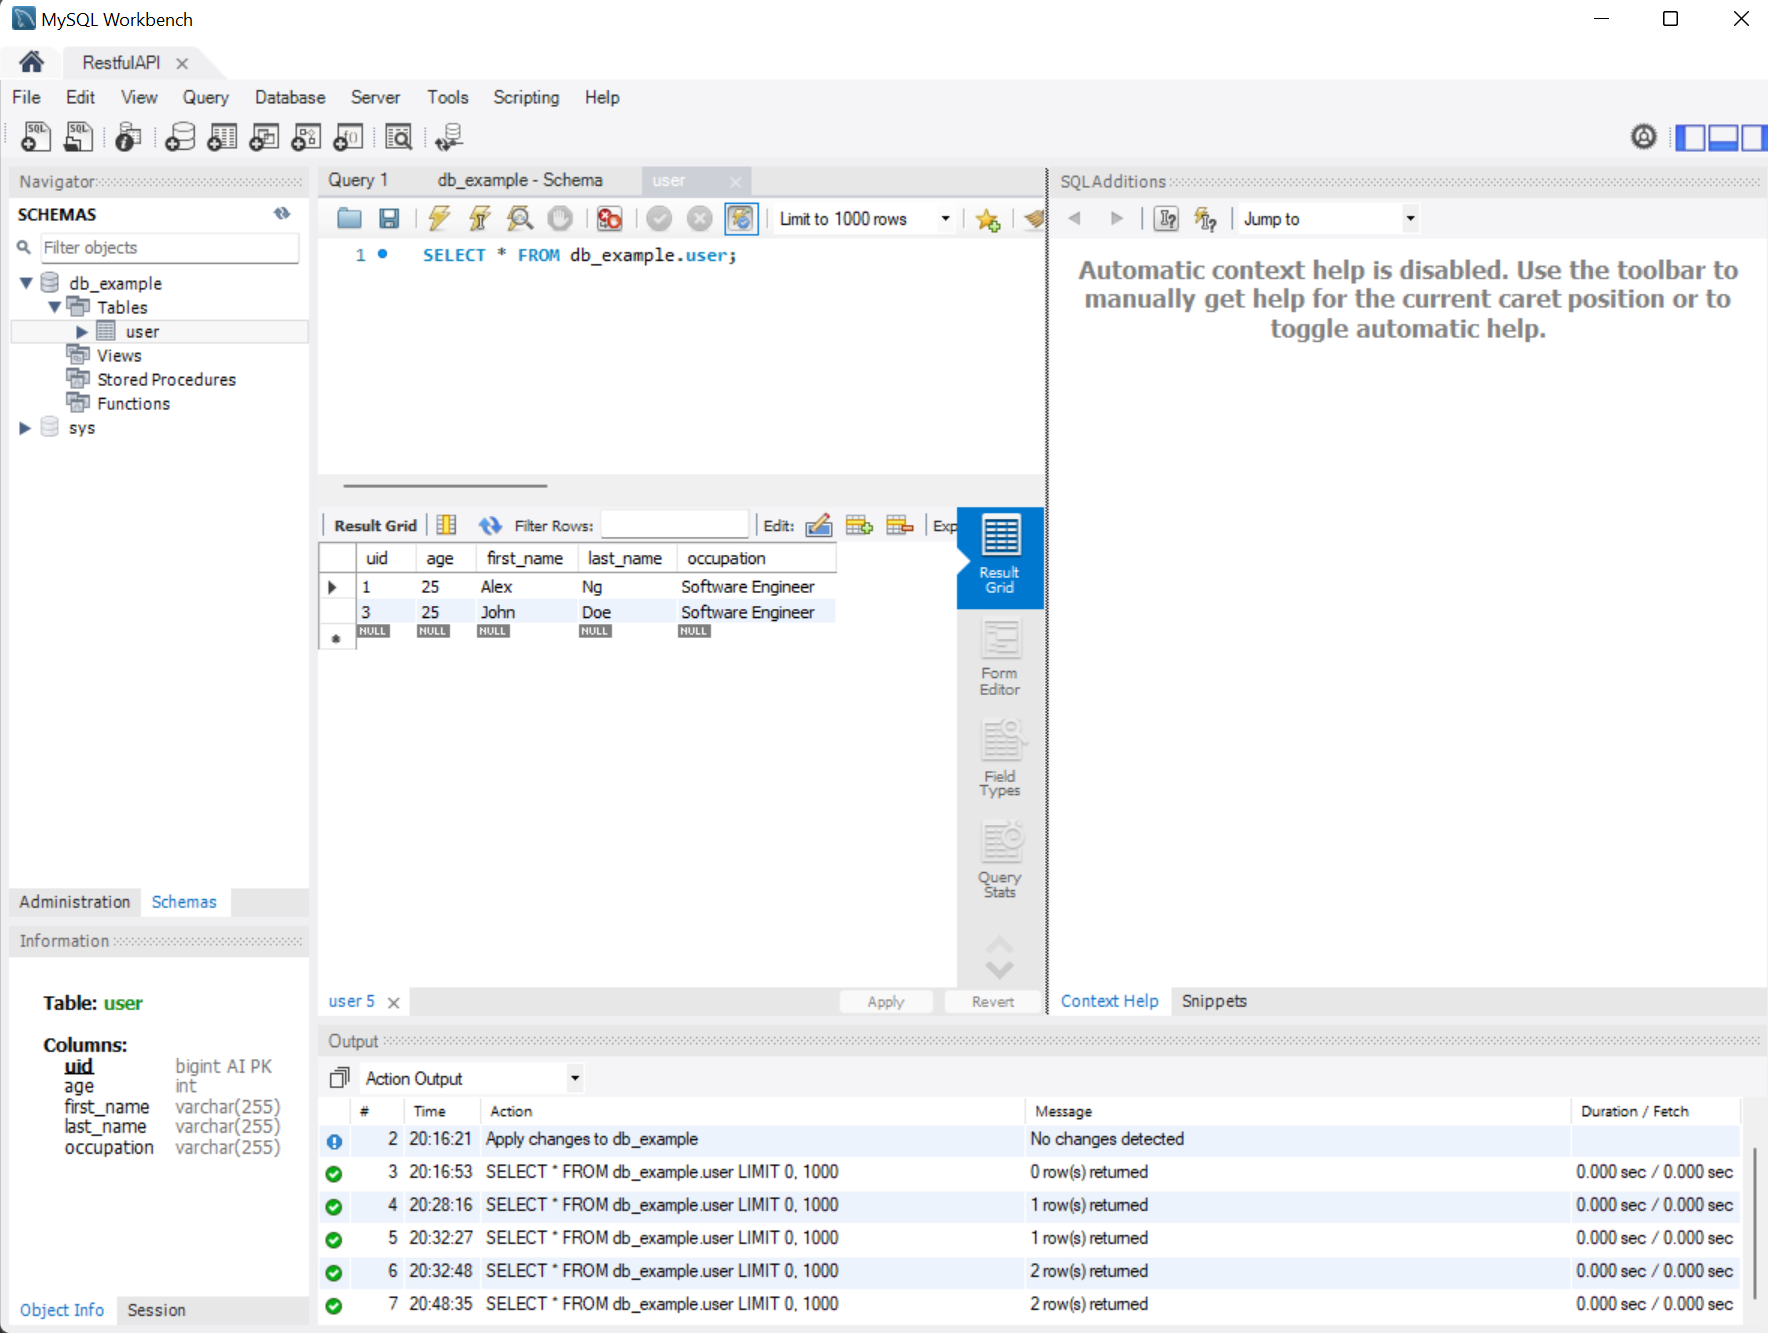 MySQL Workbench
RestfulAPI
File Edit View Query Database Server Tools Scripting Help
Navigator
SCHEMAS
Filter objects
db_example
Tables
user
Views
Stored Procedures
Functions
sys
Administration Schemas
Information
Table: user
Columns:
uid bigint AI PK
age int
first_name varchar(255)
last_name varchar(255)
occupation varchar(255)
Object Info Session
Query 1 db_example - Schema user
Limit to 1000 rows
1 SELECT * FROM db_example.user;
Result Grid Filter Rows: Edit: Exp
uid age first_name last_name occupation
1 25 Alex Ng Software Engineer
3 25 John Doe Software Engineer
NULL NULL NULL NULL NULL
Result
Grid
Form
Editor
Field
Types
Query
Stats
user 5 Apply Revert
SQLAdditions
Jump to
Automatic context help is disabled. Use the toolbar to
manually get help for the current caret position or to
toggle automatic help.
Context Help Snippets
Output
Action Output
# Time Action Message Duration / Fetch
2 20:16:21 Apply changes to db_example No changes detected
3 20:16:53 SELECT * FROM db_example.user LIMIT 0, 1000 0 row(s) returned 0.000 sec / 0.000 sec
4 20:28:16 SELECT * FROM db_example.user LIMIT 0, 1000 1 row(s) returned 0.000 sec / 0.000 sec
5 20:32:27 SELECT * FROM db_example.user LIMIT 0, 1000 1 row(s) returned 0.000 sec / 0.000 sec
6 20:32:48 SELECT * FROM db_example.user LIMIT 0, 1000 2 row(s) returned 0.000 sec / 0.000 sec
7 20:48:35 SELECT * FROM db_example.user LIMIT 0, 1000 2 row(s) returned 0.000 sec / 0.000 sec